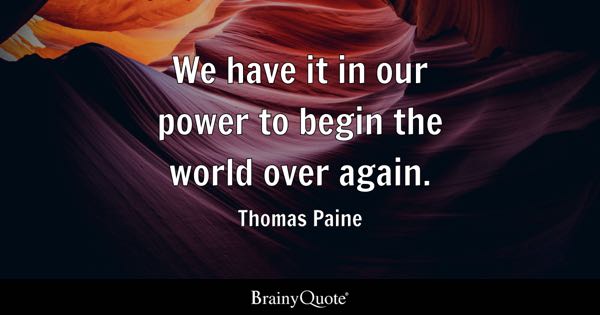 We have it in our
power to begin the
world over again.
Thomas Paine
BrainyQuote®